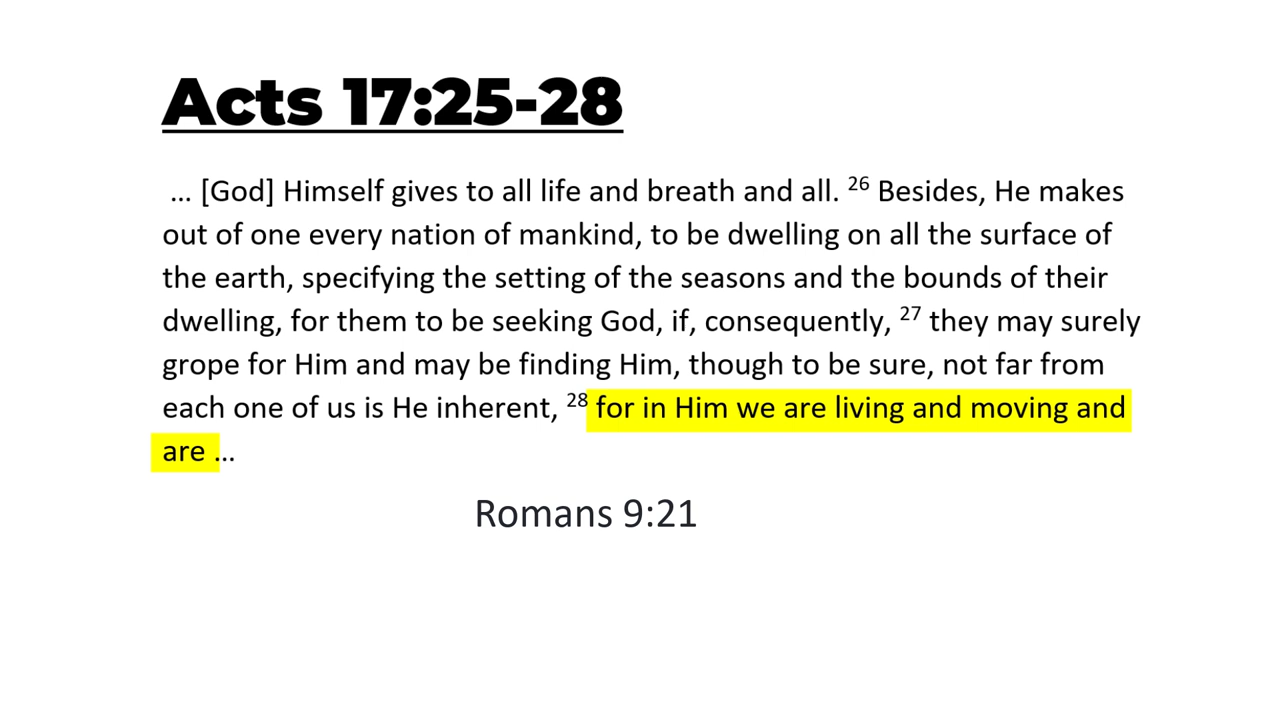 Acts 17:25-28
... [God] Himself gives to all life and breath and all. 26 Besides, He makes
out of one every nation of mankind, to be dwelling on all the surface of
the earth, specifying the setting of the seasons and the bounds of their
dwelling, for them to be seeking God, if, consequently, 27 they may surely
grope for Him and may be finding Him, though to be sure, not far from
each one of us is He inherent, 28 for in Him we are living and moving and
are ...
Romans 9:21